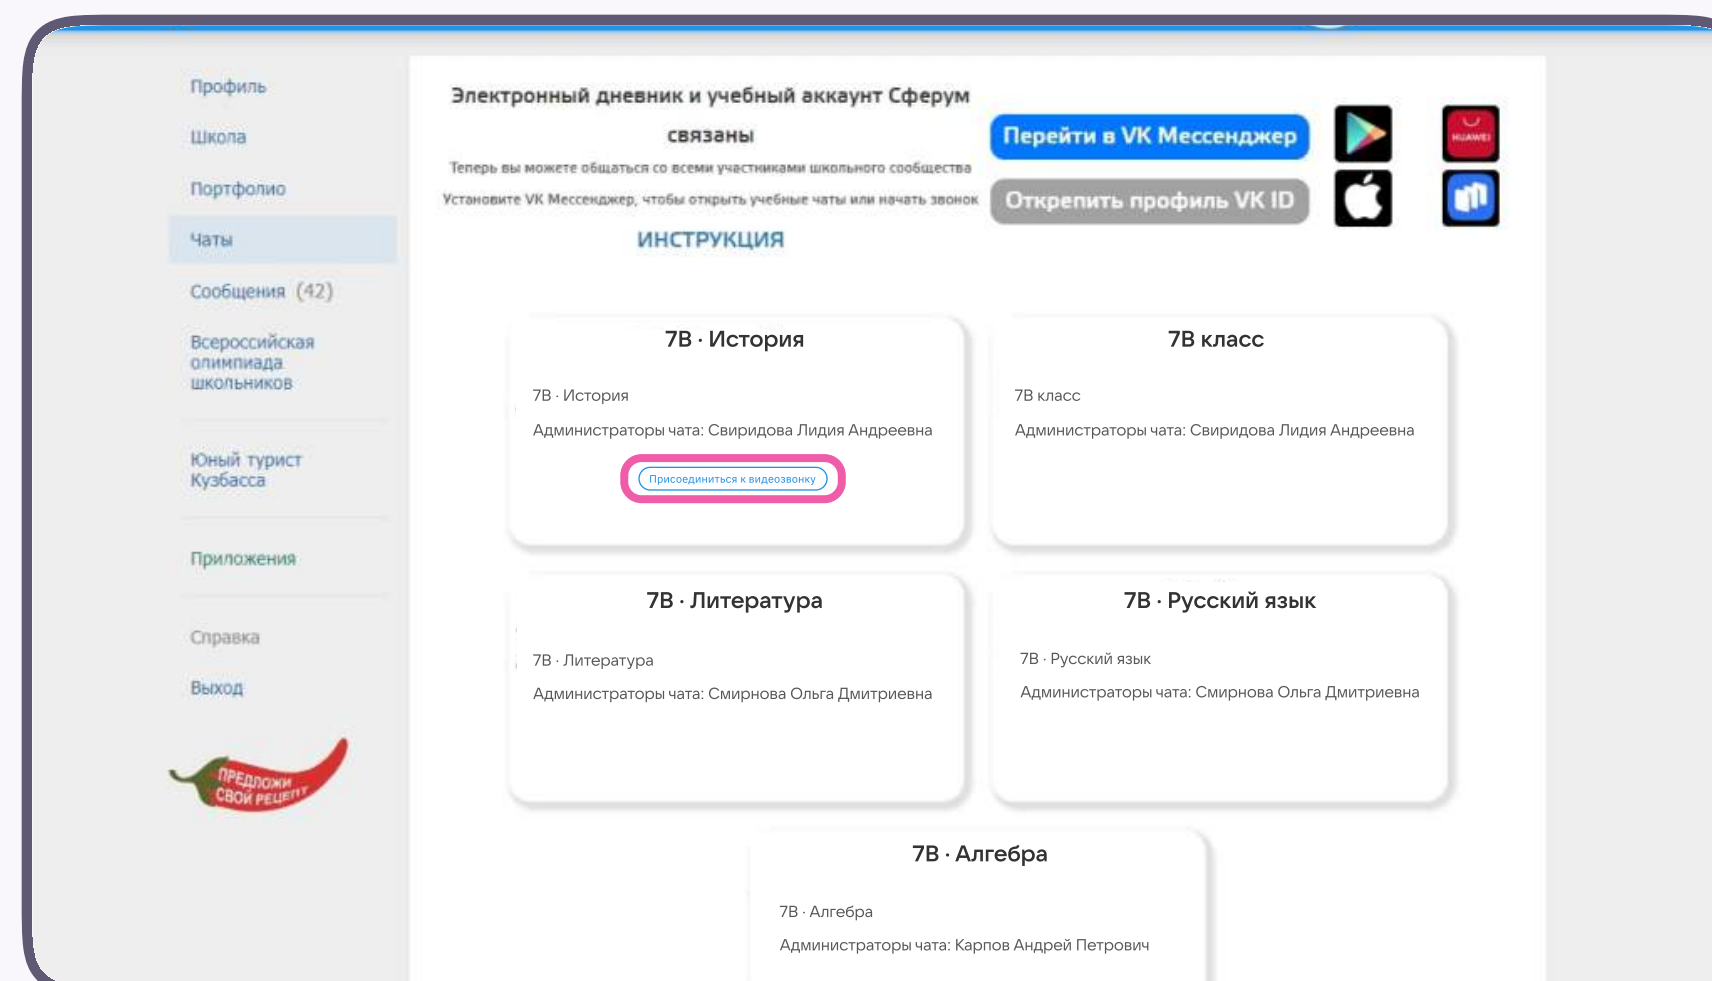 Профиль
Школа
Портфолио
Чаты
Сообщения (42)
Всероссийская
олимпиада
школьников
Юный турист
Кузбасса
Приложения
Справка
Выход
ПРЕДЛОЖИ
СВОЙ РЕЦЕПТ
Электронный дневник и учебный аккаунт Сферум
связаны
Теперь вы можете общаться со всеми участниками школьного сообщества
Установите VK Мессенджер, чтобы открыть учебные чаты или начать звонок
ИНСТРУКЦИЯ
Перейти в VK Мессенджер
Открепить профиль VK ID
HUAWEI
7В · История
7В · История
Администраторы чата: Свиридова Лидия Андреевна
Присоединиться к видеозвонку
7В класс
7В класс
Администраторы чата: Свиридова Лидия Андреевна
7В · Литература
7В · Литература
Администраторы чата: Смирнова Ольга Дмитриевна
7В · Русский язык
7В · Русский язык
Администраторы чата: Смирнова Ольга Дмитриевна
7В · Алгебра
7В · Алгебра
Администраторы чата: Карпов Андрей Петрович